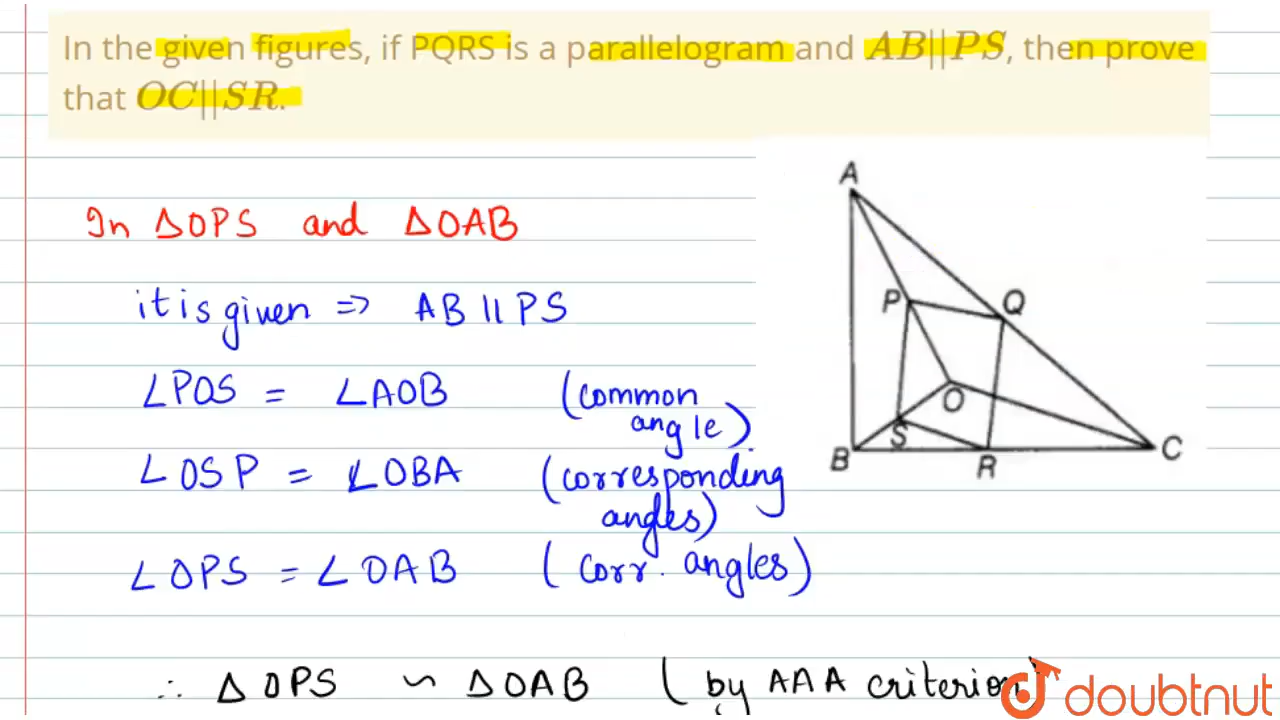 In the given figures, if PQRS is a parallelogram and AB||PS, then prove
that OC||SR.
A
In ΔOPS and ΔOAB
P Q
it is given ⇒ AB || PS
∠POS = ∠AOB (common
angle)
O
S
B R C
∠OSP = ∠OBA (corresponding
angles)
∠OPS = ∠OAB (corr. angles)
∴ ΔOPS ~ ΔOAB (by AAA criterion)
doubtnut